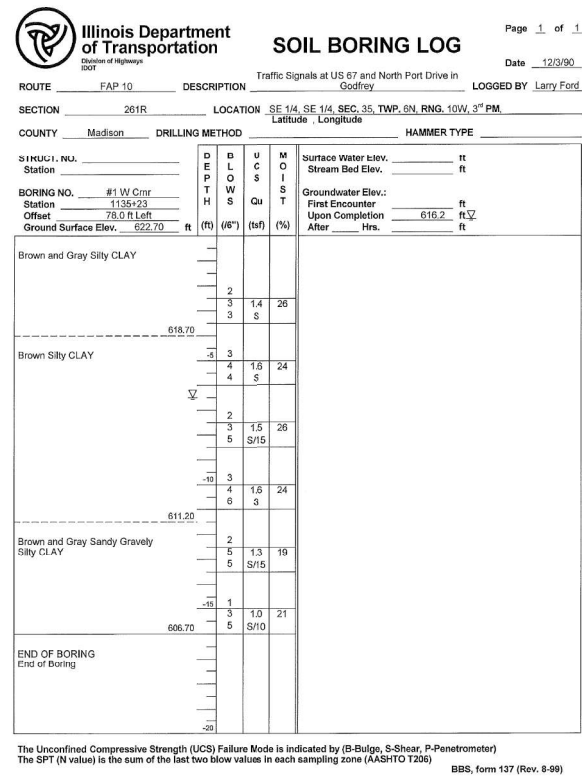 Illinois Department
of Transportation
Division of Highways
IDOT
SOIL BORING LOG
Page 1 of 1
Date 12/3/90
ROUTE FAP 10 DESCRIPTION Traffic Signals at US 67 and North Port Drive in Godfrey LOGGED BY Larry Ford
SECTION 261R LOCATION SE 1/4, SE 1/4, SEC. 35, TWP. 6N, RNG. 10W, 3rd PM,
Latitude , Longitude
COUNTY Madison DRILLING METHOD HAMMER TYPE
STRUCT. NO.
Station
BORING NO. #1 W Crnr
Station 1135+23
Offset 78.0 ft Left
Ground Surface Elev. 622.70 ft
DEPTH (ft)
BLOWS (/6")
UCS Qu (tsf)
MOIST (%)
Surface Water Elev. ft
Stream Bed Elev. ft
Groundwater Elev.:
First Encounter ft
Upon Completion 616.2 ft
After Hrs. ft
Brown and Gray Silty CLAY
2
3 1.4 26
3 S
618.70
Brown Silty CLAY -5 3
4 1.6 24
4 S
2
3 1.5 26
5 S/15
-10 3
4 1.6 24
6 S
611.20
Brown and Gray Sandy Gravely 2
Silty CLAY 5 1.3 19
5 S/15
-15 1
3 1.0 21
606.70 5 S/10
END OF BORING
End of Boring
-20
The Unconfined Compressive Strength (UCS) Failure Mode is indicated by (B-Bulge, S-Shear, P-Penetrometer)
The SPT (N value) is the sum of the last two blow values in each sampling zone (AASHTO T206)
BBS, form 137 (Rev. 8-99)